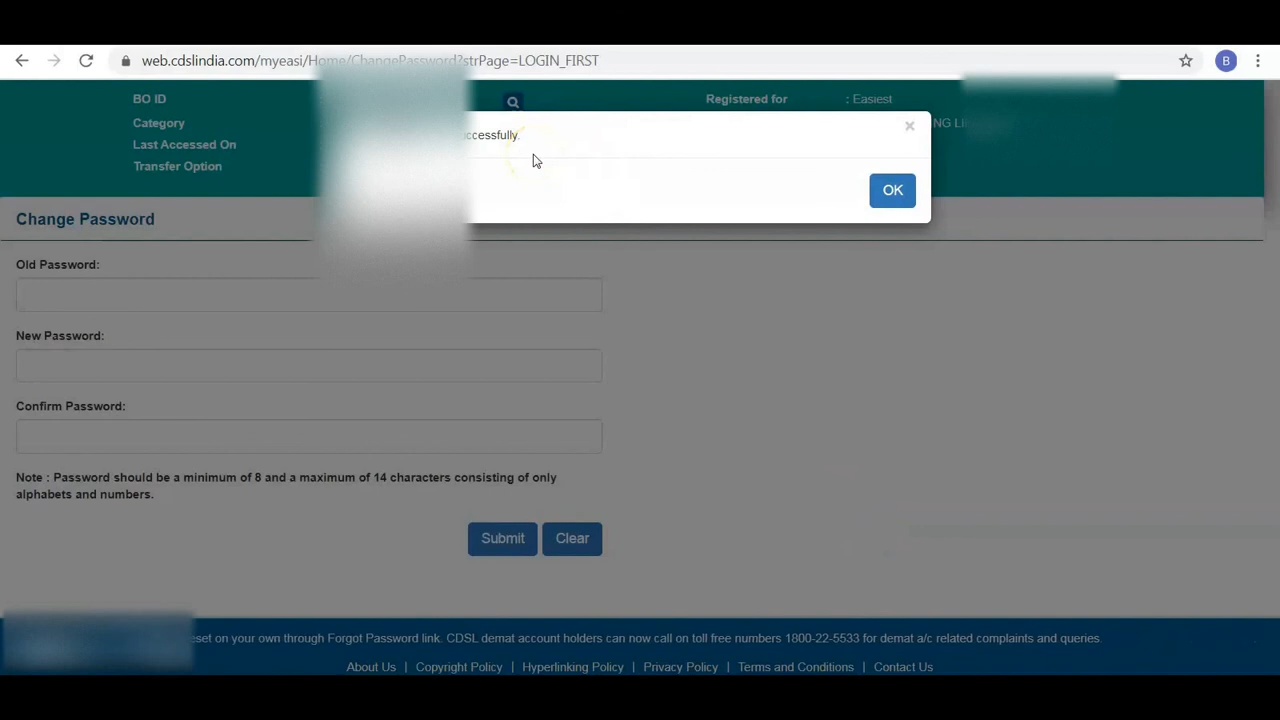 web.cdslindia.com/myeasi/Home/ChangePassword?strPage=LOGIN_FIRST
B
BO ID
Registered for : Easiest
Category
Last Accessed On
Transfer Option
ccessfully.
×
OK
Change Password
Old Password:
New Password:
Confirm Password:
Note : Password should be a minimum of 8 and a maximum of 14 characters consisting of only
alphabets and numbers.
Submit Clear
eset on your own through Forgot Password link. CDSL demat account holders can now call on toll free numbers 1800-22-5533 for demat a/c related complaints and queries.
About Us | Copyright Policy | Hyperlinking Policy | Privacy Policy | Terms and Conditions | Contact Us